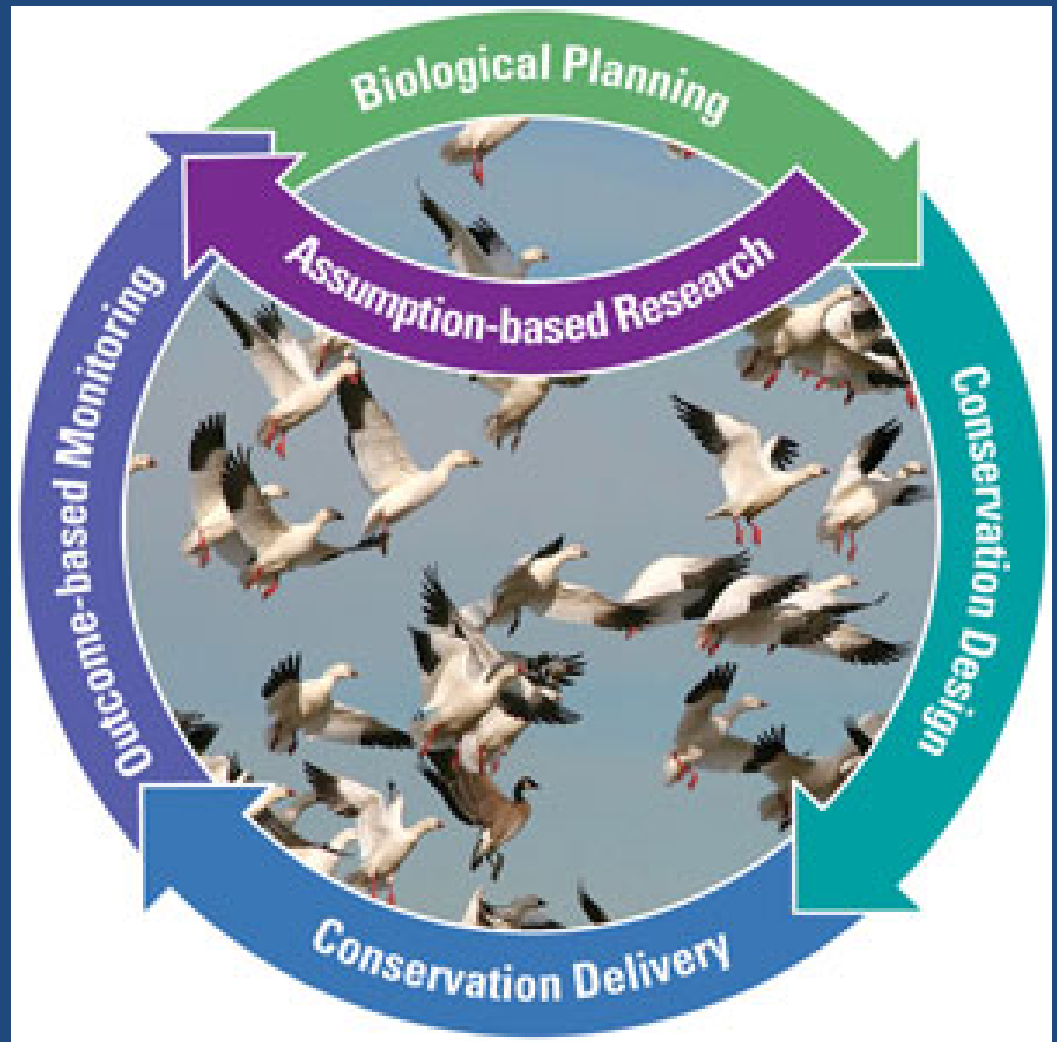 Biological Planning
Assumption-based Research
Conservation Design
Conservation Delivery
Outcome-based Monitoring